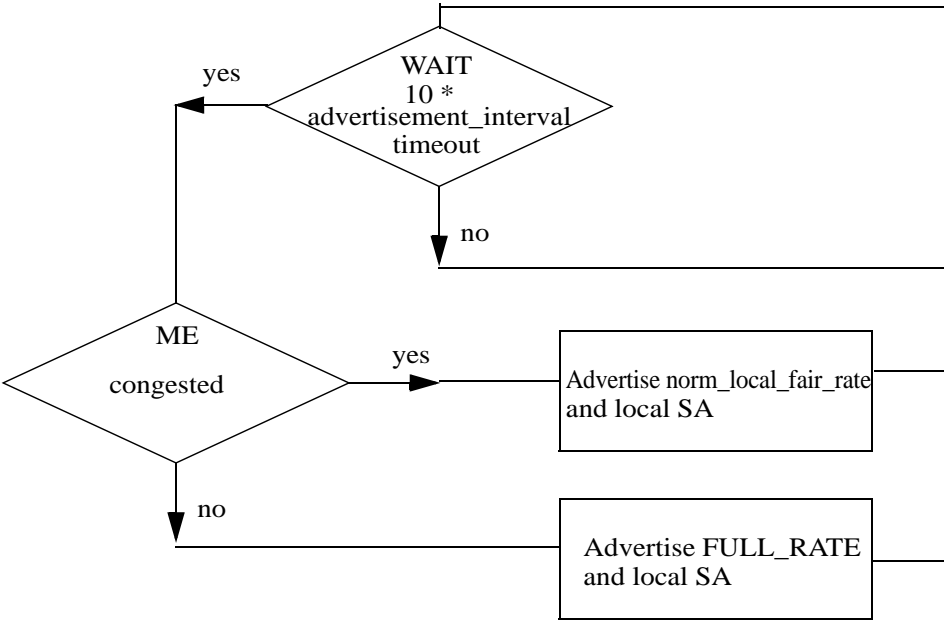 yes
WAIT
10 *
advertisement_interval
timeout
no
ME
congested
yes
Advertise norm_local_fair_rate
and local SA
no
Advertise FULL_RATE
and local SA